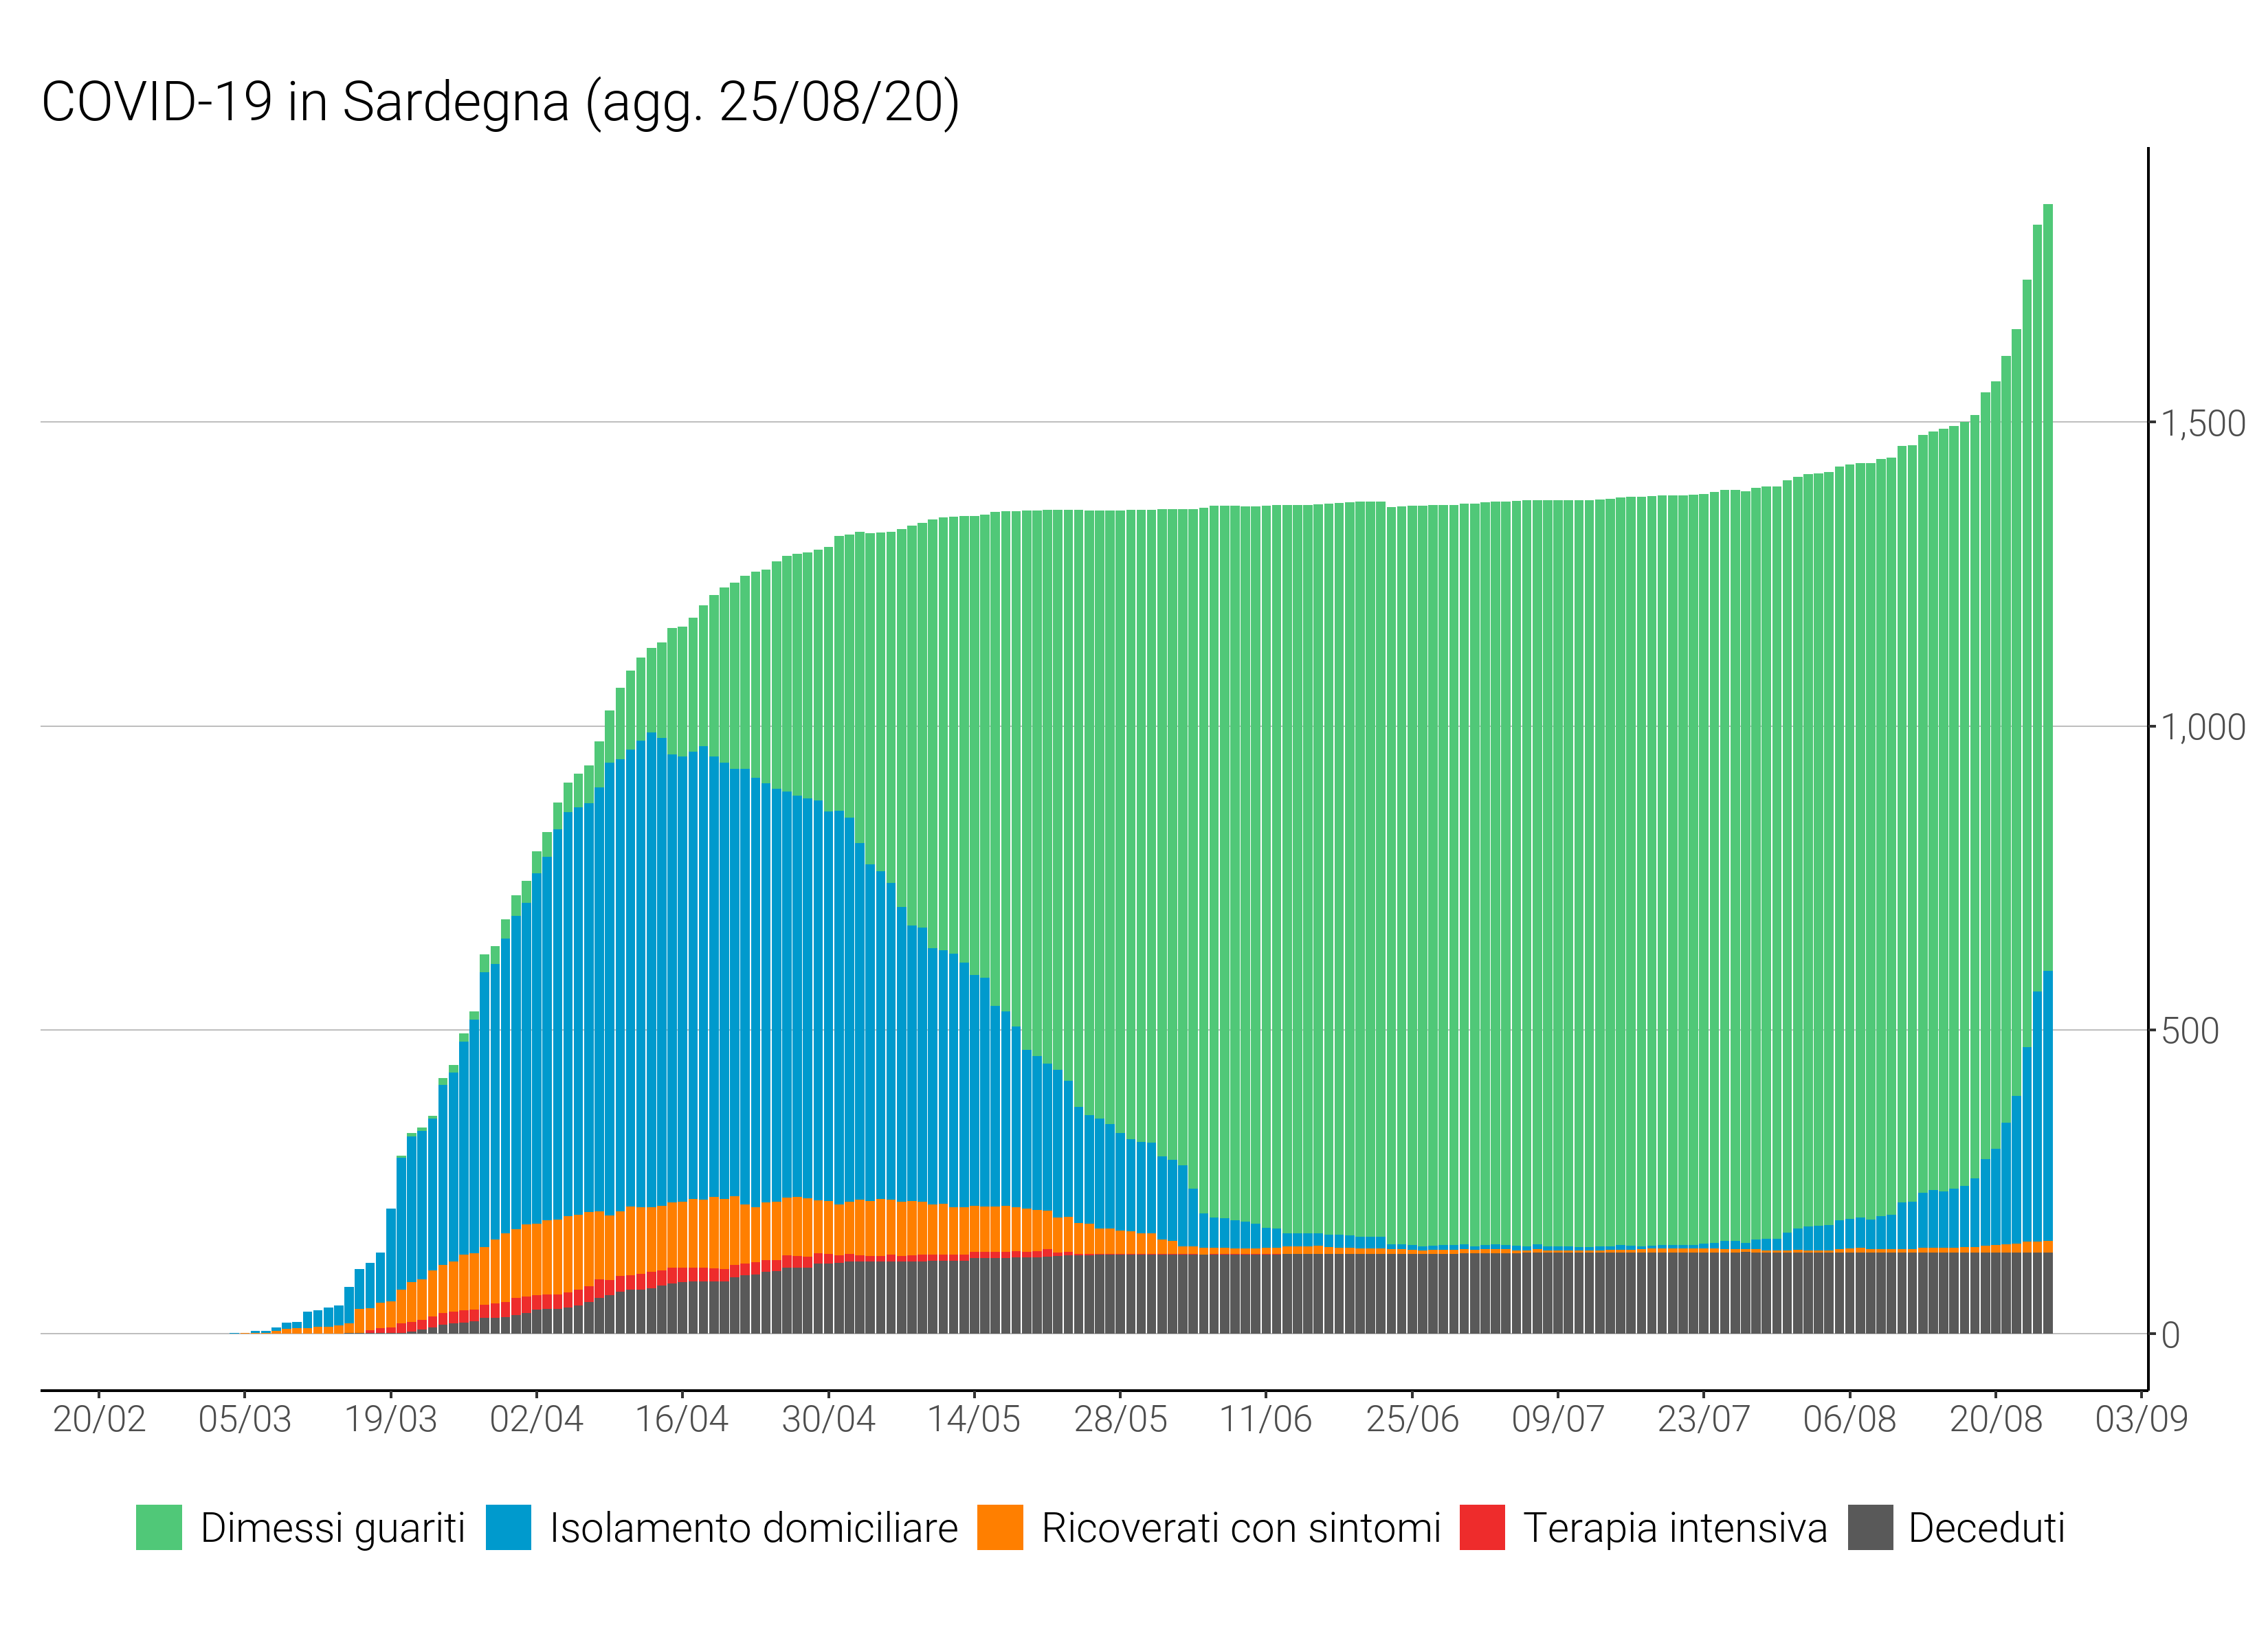 COVID-19 in Sardegna (agg. 25/08/20)
1,500
1,000
500
0
20/02 05/03 19/03 02/04 16/04 30/04 14/05 28/05 11/06 25/06 09/07 23/07 06/08 20/08 03/09
Dimessi guariti Isolamento domiciliare Ricoverati con sintomi Terapia intensiva Deceduti